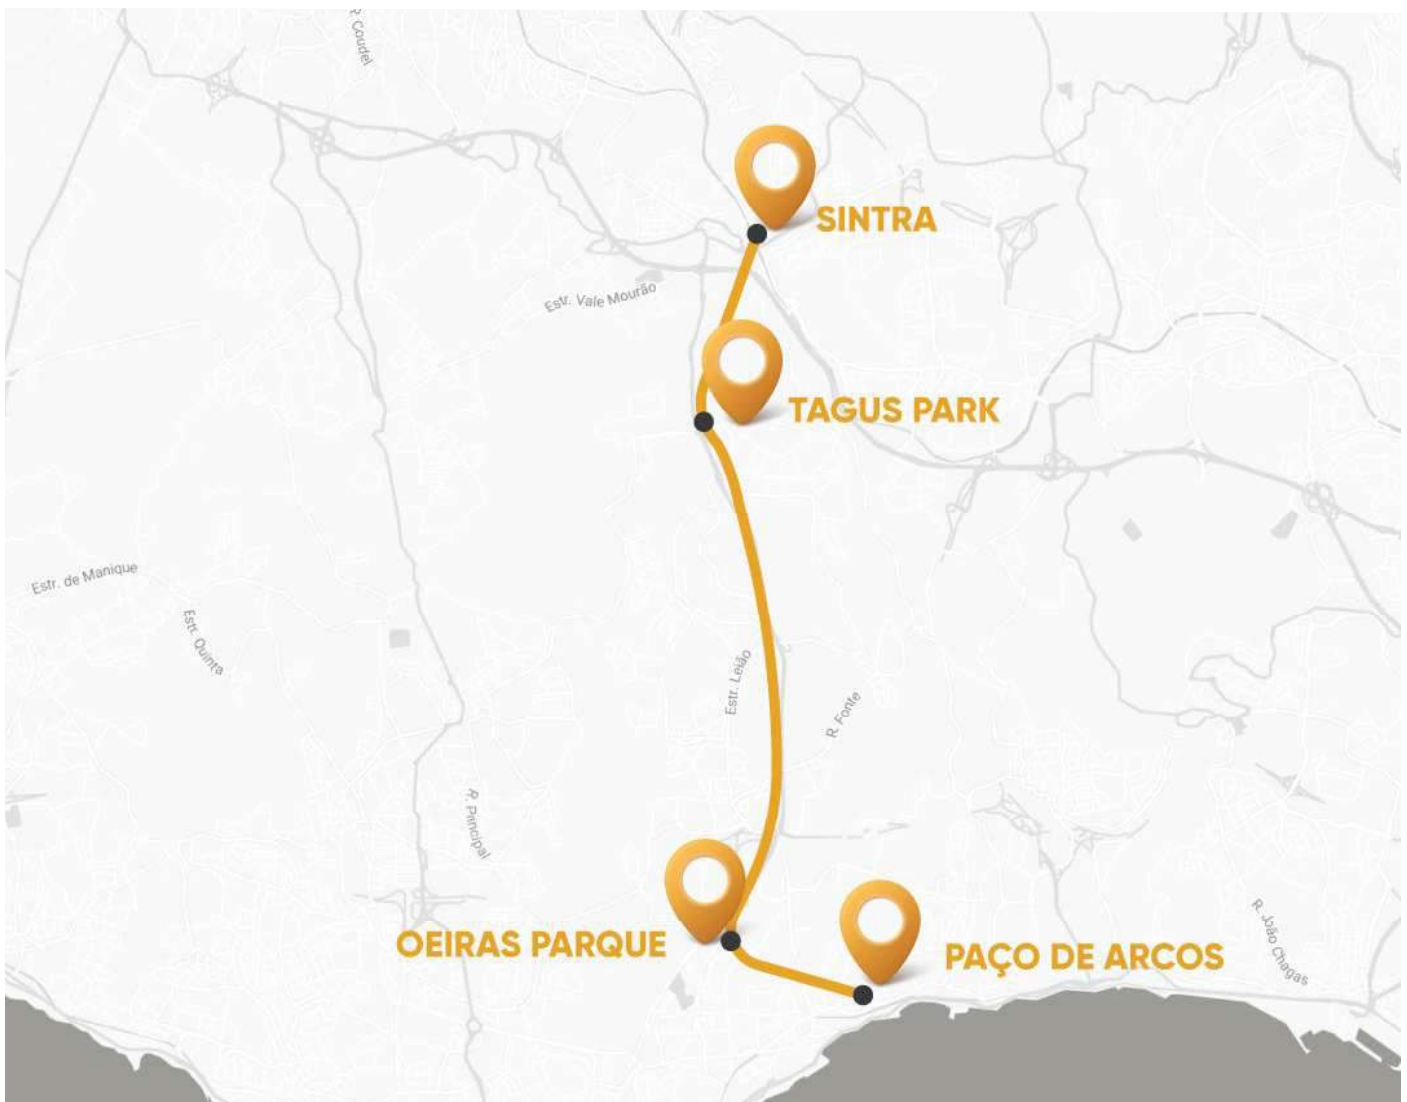 R. Coudel
SINTRA
Estr. Vale Mourão
TAGUS PARK
Estr. de Manique
Estr. Quinta
Estr. Leião
R. Fonte
R. Principal
OEIRAS PARQUE
PAÇO DE ARCOS
R. João Chagas